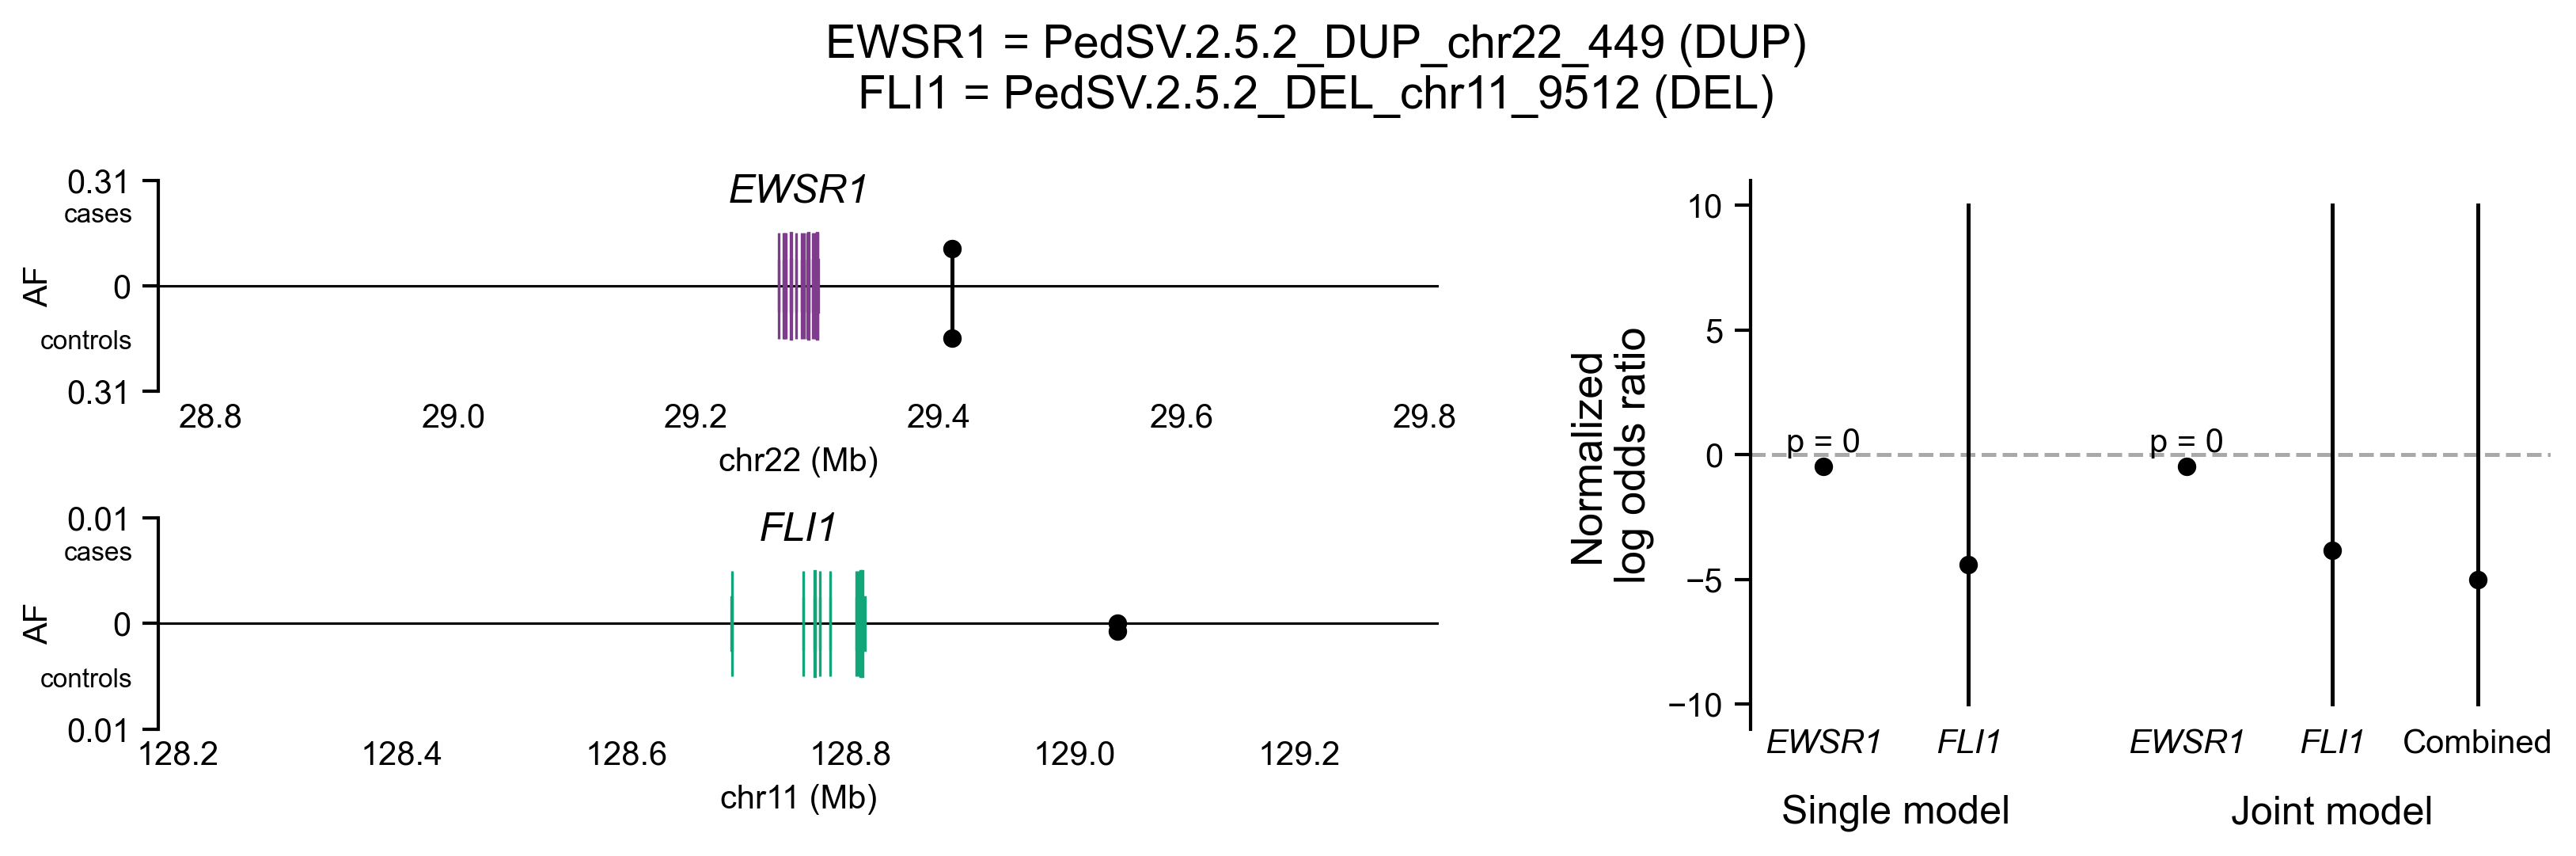 EWSR1 = PedSV.2.5.2_DUP_chr22_449 (DUP)
FLI1 = PedSV.2.5.2_DEL_chr11_9512 (DEL)
EWSR1
0.31
cases
AF
0
controls
0.31
28.8 29.0 29.2 29.4 29.6 29.8
chr22 (Mb)
FLI1
0.01
cases
AF
0
controls
0.01
128.2 128.4 128.6 128.8 129.0 129.2
chr11 (Mb)
Normalized
log odds ratio
10
5
0
−5
−10
p = 0 p = 0
EWSR1 FLI1 EWSR1 FLI1 Combined
Single model Joint model